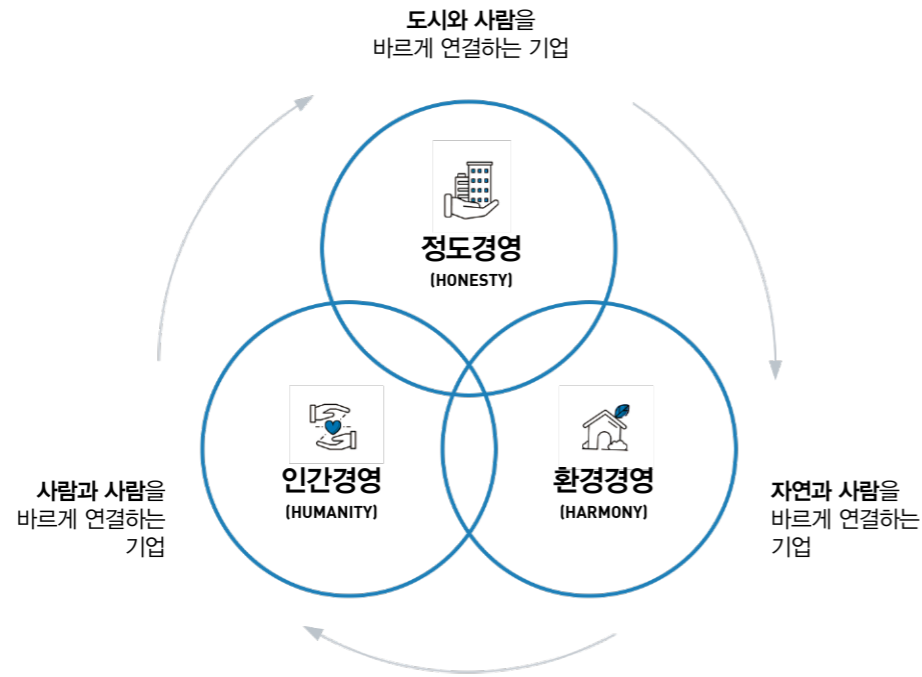 도시와 사람을
바르게 연결하는 기업
정도경영
(HONESTY)
인간경영
(HUMANITY)
환경경영
(HARMONY)
사람과 사람을
바르게 연결하는
기업
자연과 사람을
바르게 연결하는
기업